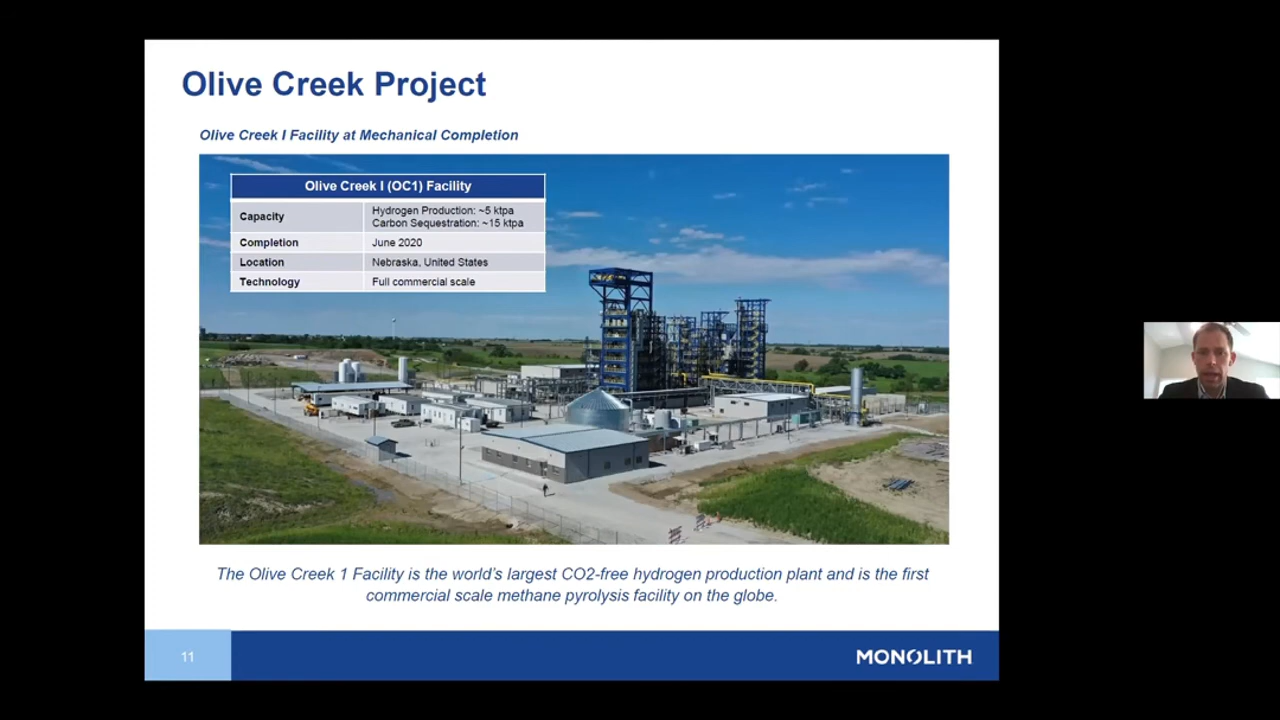 Olive Creek Project
Olive Creek I Facility at Mechanical Completion
Olive Creek I (OC1) Facility
Capacity
Hydrogen Production: ~5 ktpa
Carbon Sequestration: ~15 ktpa
Completion
June 2020
Location
Nebraska, United States
Technology
Full commercial scale
The Olive Creek 1 Facility is the world's largest CO2-free hydrogen production plant and is the first
commercial scale methane pyrolysis facility on the globe.
11
MONOLITH